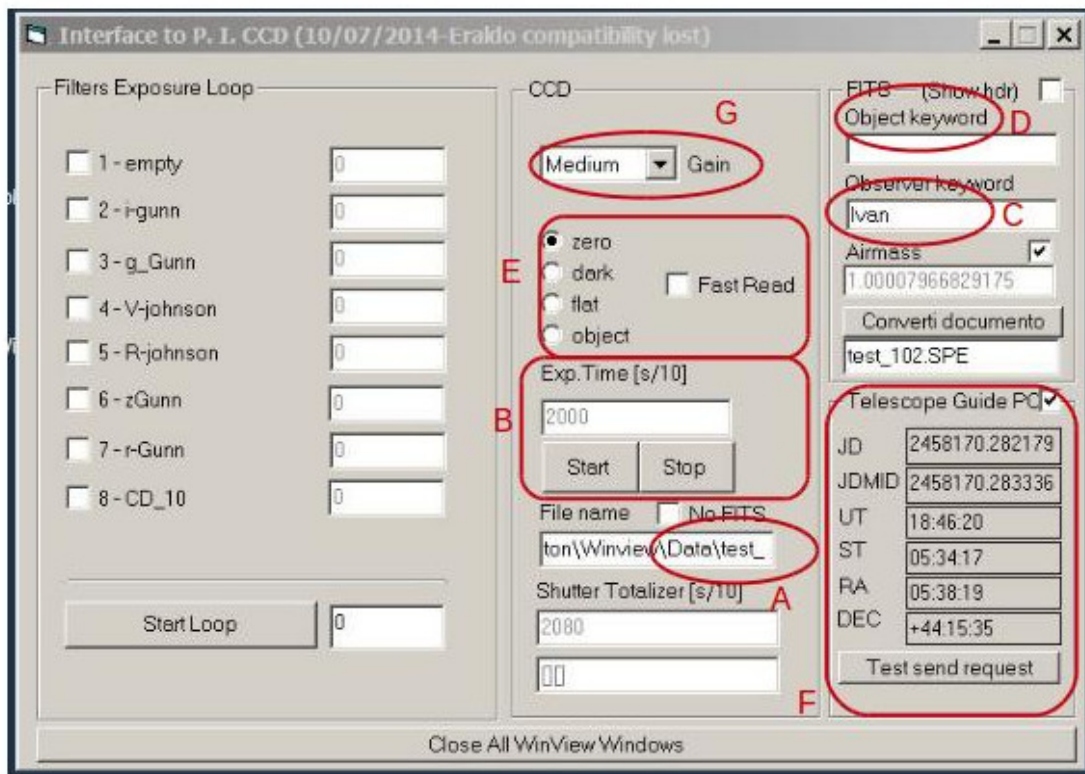 Interface to P. I. CCD (10/07/2014-Eraldo compatibility lost)
Filters Exposure Loop
1 - empty
0
2 - i-gunn
0
3 - g_Gunn
0
4 - V-johnson
0
5 - R-johnson
0
6 - zGunn
0
7 - r-Gunn
0
8 - CD_10
0
Start Loop
0
CCD
G
Medium
Gain
E
zero
dark
flat
object
Fast Read
B
Exp.Time [s/10]
2000
Start
Stop
File name
No FITS
ton\Winview\Data\test_
A
Shutter Totalizer [s/10]
2080
F
FITS (Show hdr)
Object keyword
D
Observer keyword
Ivan
C
Airmass
1.00007966829175
Converti documento
test_102.SPE
Telescope Guide PC
JD 2458170.282179
JDMID 2458170.283336
UT 18:46:20
ST 05:34:17
RA 05:38:19
DEC +44:15:35
Test send request
Close All WinView Windows